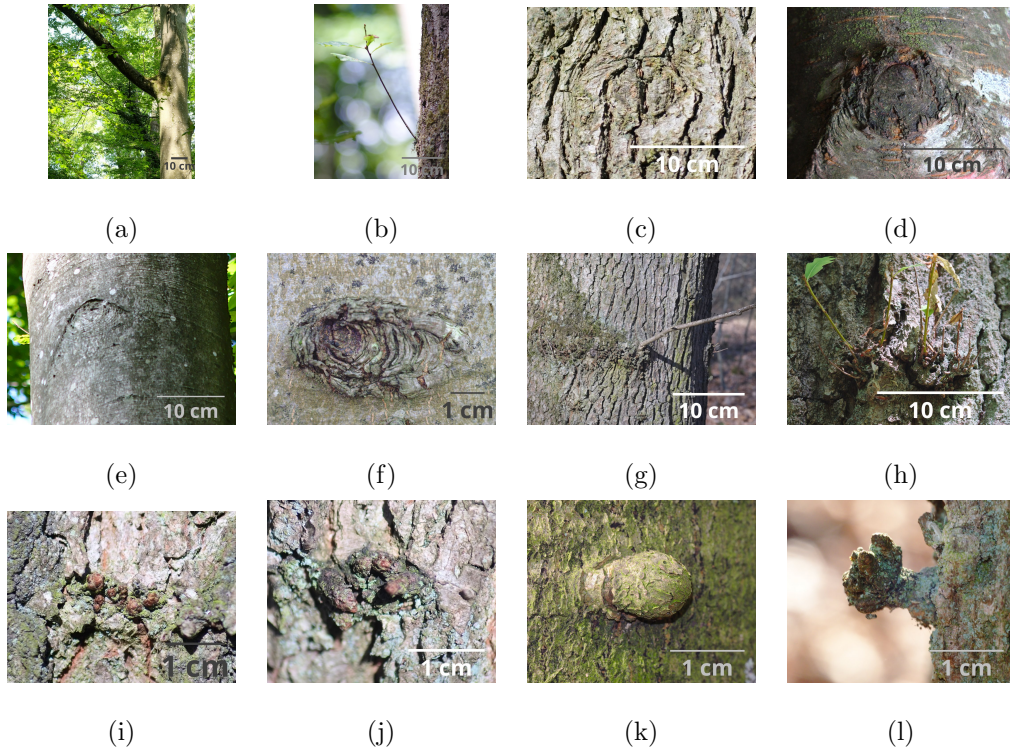 10 cm
10 cm
10 cm
10 cm
(a)
(b)
(c)
(d)
10 cm
1 cm
10 cm
10 cm
(e)
(f)
(g)
(h)
1 cm
1 cm
1 cm
1 cm
(i)
(j)
(k)
(l)